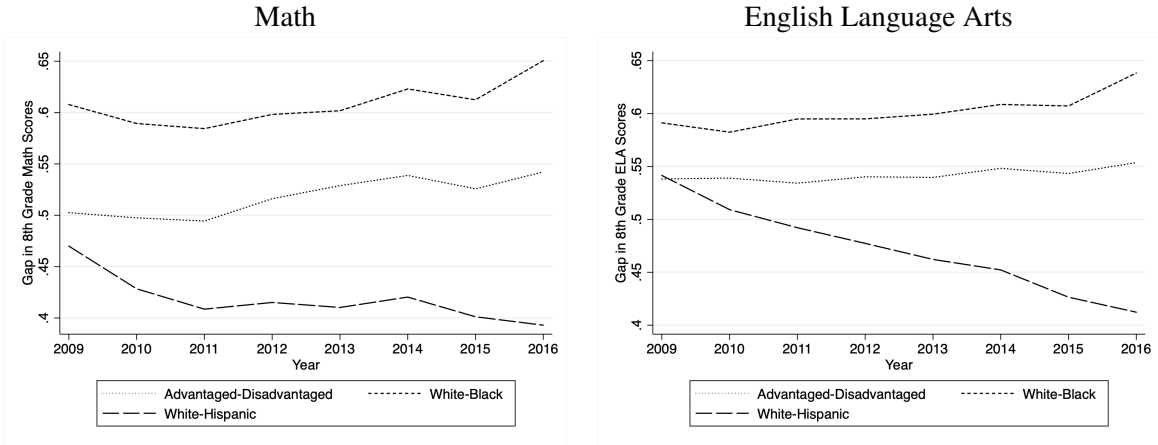 Math
Gap in 8th Grade Math Scores
.65
.6
.55
.5
.45
.4
2009 2010 2011 2012 2013 2014 2015 2016
Year
Advantaged-Disadvantaged White-Black
White-Hispanic
English Language Arts
Gap in 8th Grade ELA Scores
.65
.6
.55
.5
.45
.4
2009 2010 2011 2012 2013 2014 2015 2016
Year
Advantaged-Disadvantaged White-Black
White-Hispanic